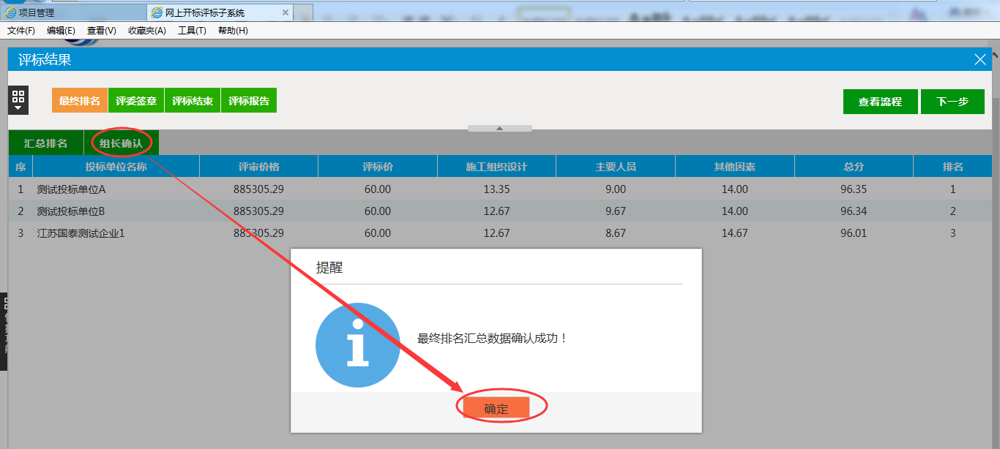 项目管理 网上开标评标子系统
文件(F) 编辑(E) 查看(V) 收藏夹(A) 工具(T) 帮助(H)
评标结果
最终排名 评委签章 评标结束 评标报告 查看流程 下一步
汇总排名 组长确认
序 投标单位名称 评审价格 评标价 施工组织设计 主要人员 其他因素 总分 排名
1 测试投标单位A 885305.29 60.00 13.35 9.00 14.00 96.35 1
2 测试投标单位B 885305.29 60.00 12.67 9.67 14.00 96.34 2
3 江苏国泰测试企业1 885305.29 60.00 12.67 8.67 14.67 96.01 3
提醒
最终排名汇总数据确认成功！
确定